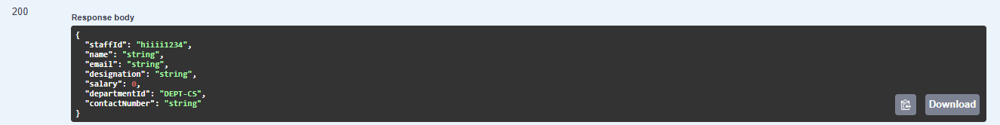 200
Response body
{
  "staffId": "hiiii1234",
  "name": "string",
  "email": "string",
  "designation": "string",
  "salary": 0,
  "departmentId": "DEPT-CS",
  "contactNumber": "string"
}
Download